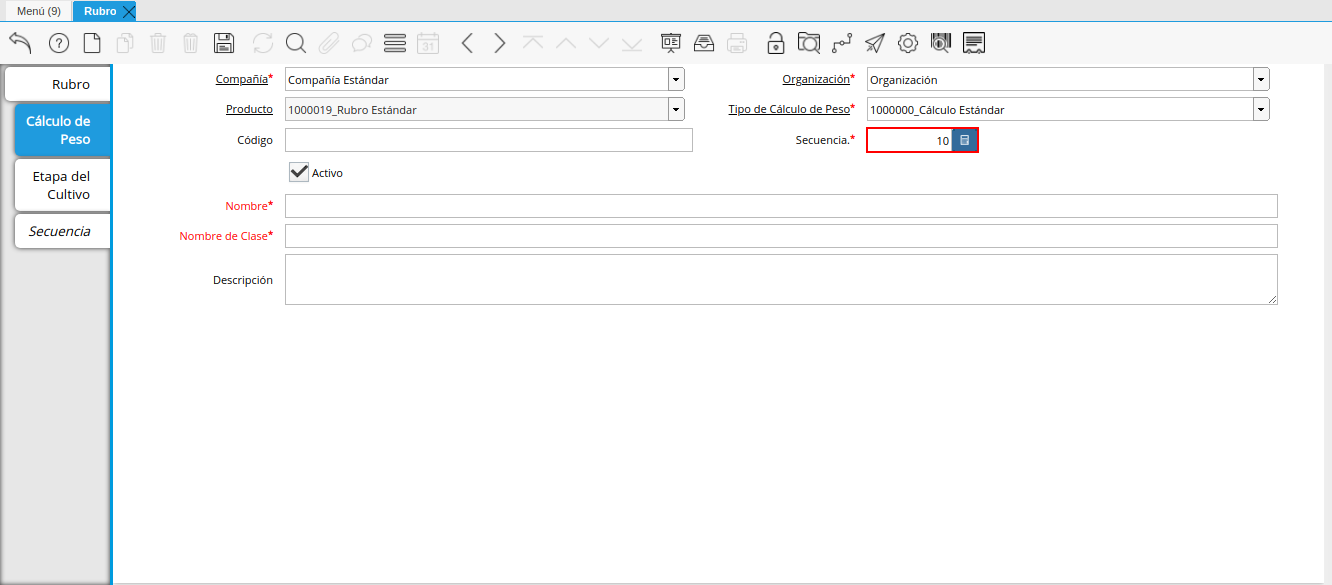 Menú (9) Rubro
31
Rubro
Cálculo de
Peso
Etapa del
Cultivo
Secuencia
Compañía* Compañía Estándar Organización* Organización
Producto 1000019_Rubro Estándar Tipo de Cálculo de Peso* 1000000_Cálculo Estándar
Código Secuencia.* 10
Activo
Nombre*
Nombre de Clase*
Descripción